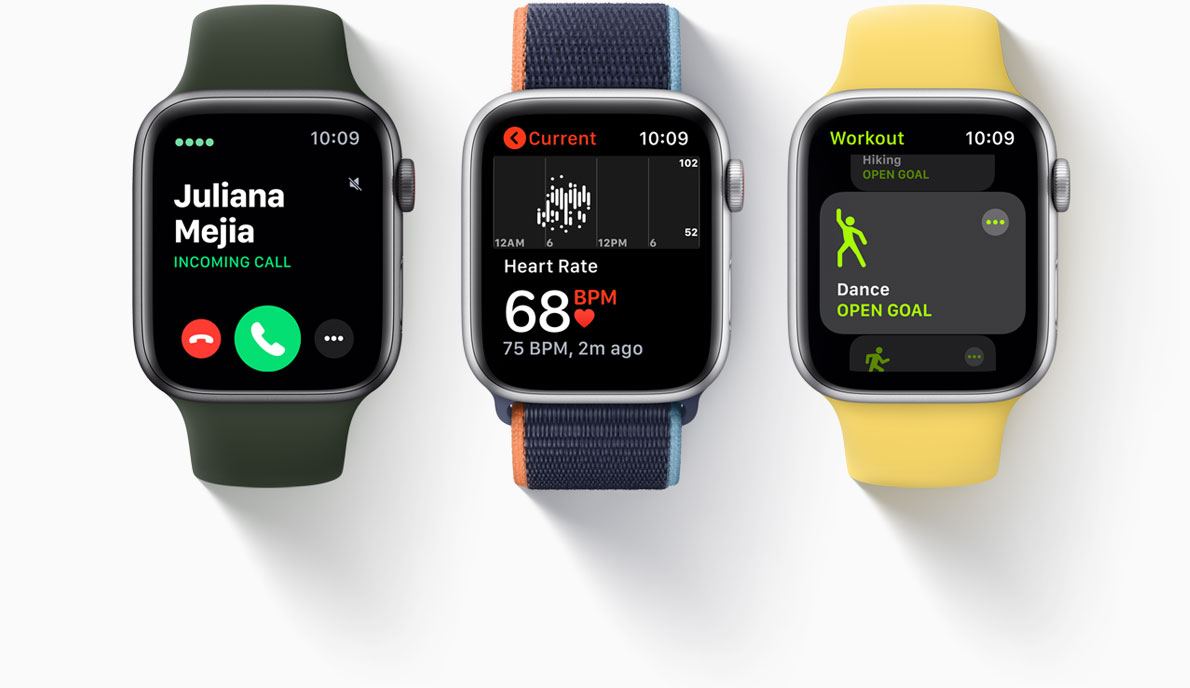 10:09
Juliana
Mejia
INCOMING CALL
Current 10:09
102
52
12AM 6 12PM 6
Heart Rate
68 BPM
75 BPM, 2m ago
Workout 10:09
Hiking
OPEN GOAL
Dance
OPEN GOAL